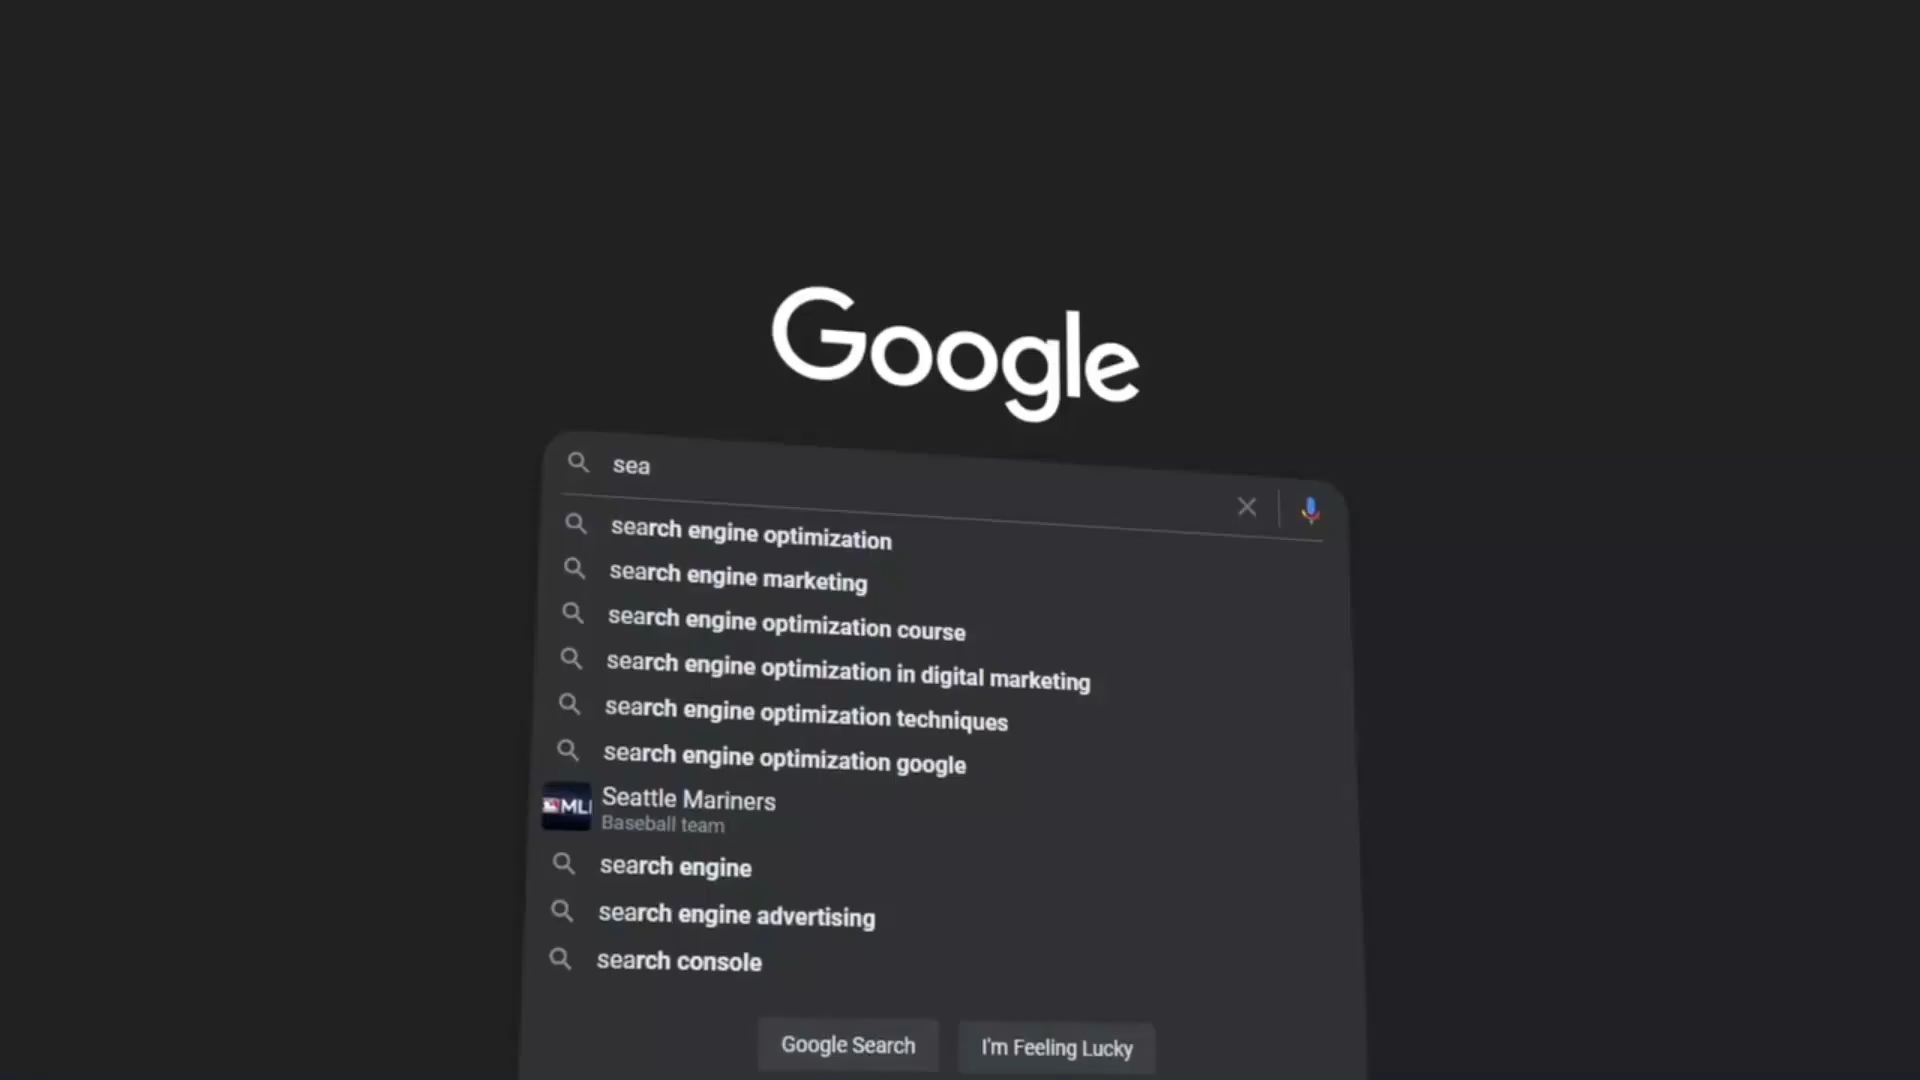 Google
sea
search engine optimization
search engine marketing
search engine optimization course
search engine optimization in digital marketing
search engine optimization techniques
search engine optimization google
ML
Seattle Mariners
Baseball team
search engine
search engine advertising
search console
Google Search
I'm Feeling Lucky